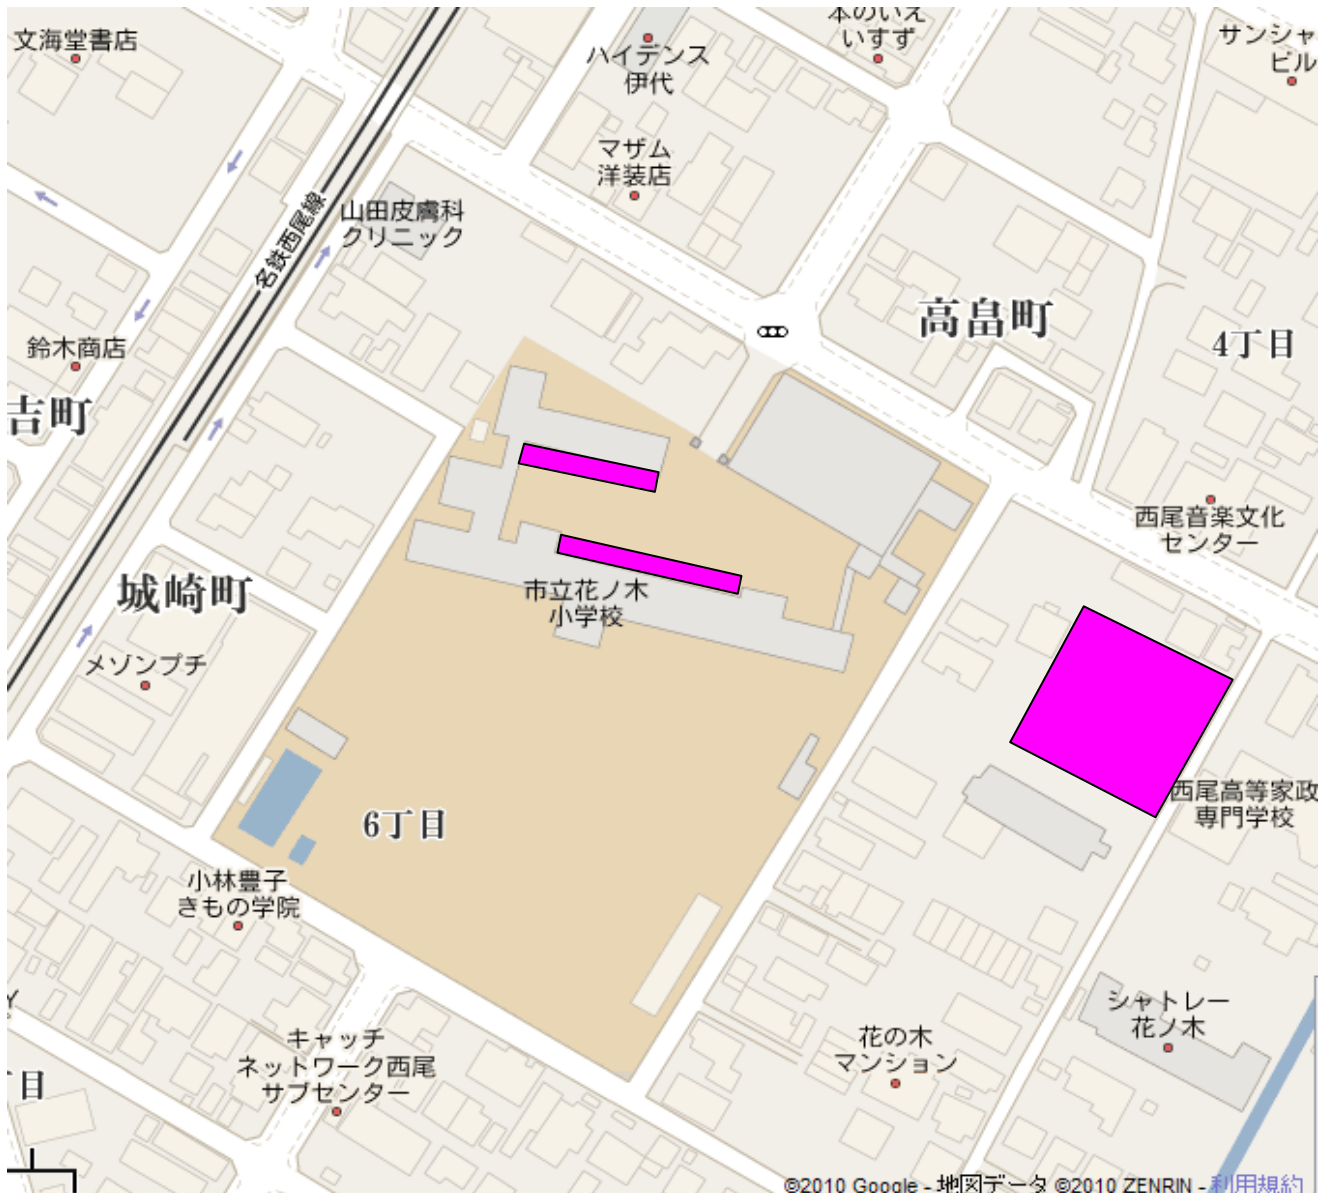 文海堂書店
ハイデンス
伊代
本のいえ
いすず
サンシャ
ビル
マザム
洋装店
山田皮膚科
クリニック
名鉄西尾線
高畠町
4丁目
鈴木商店
吉町
西尾音楽文化
センター
城崎町
市立花ノ木
小学校
メゾンプチ
西尾高等家政
専門学校
6丁目
小林豊子
きもの学院
シャトレー
花ノ木
花の木
マンション
キャッチ
ネットワーク西尾
サブセンター
丁目
©2010 Google - 地図データ ©2010 ZENRIN - 利用規約